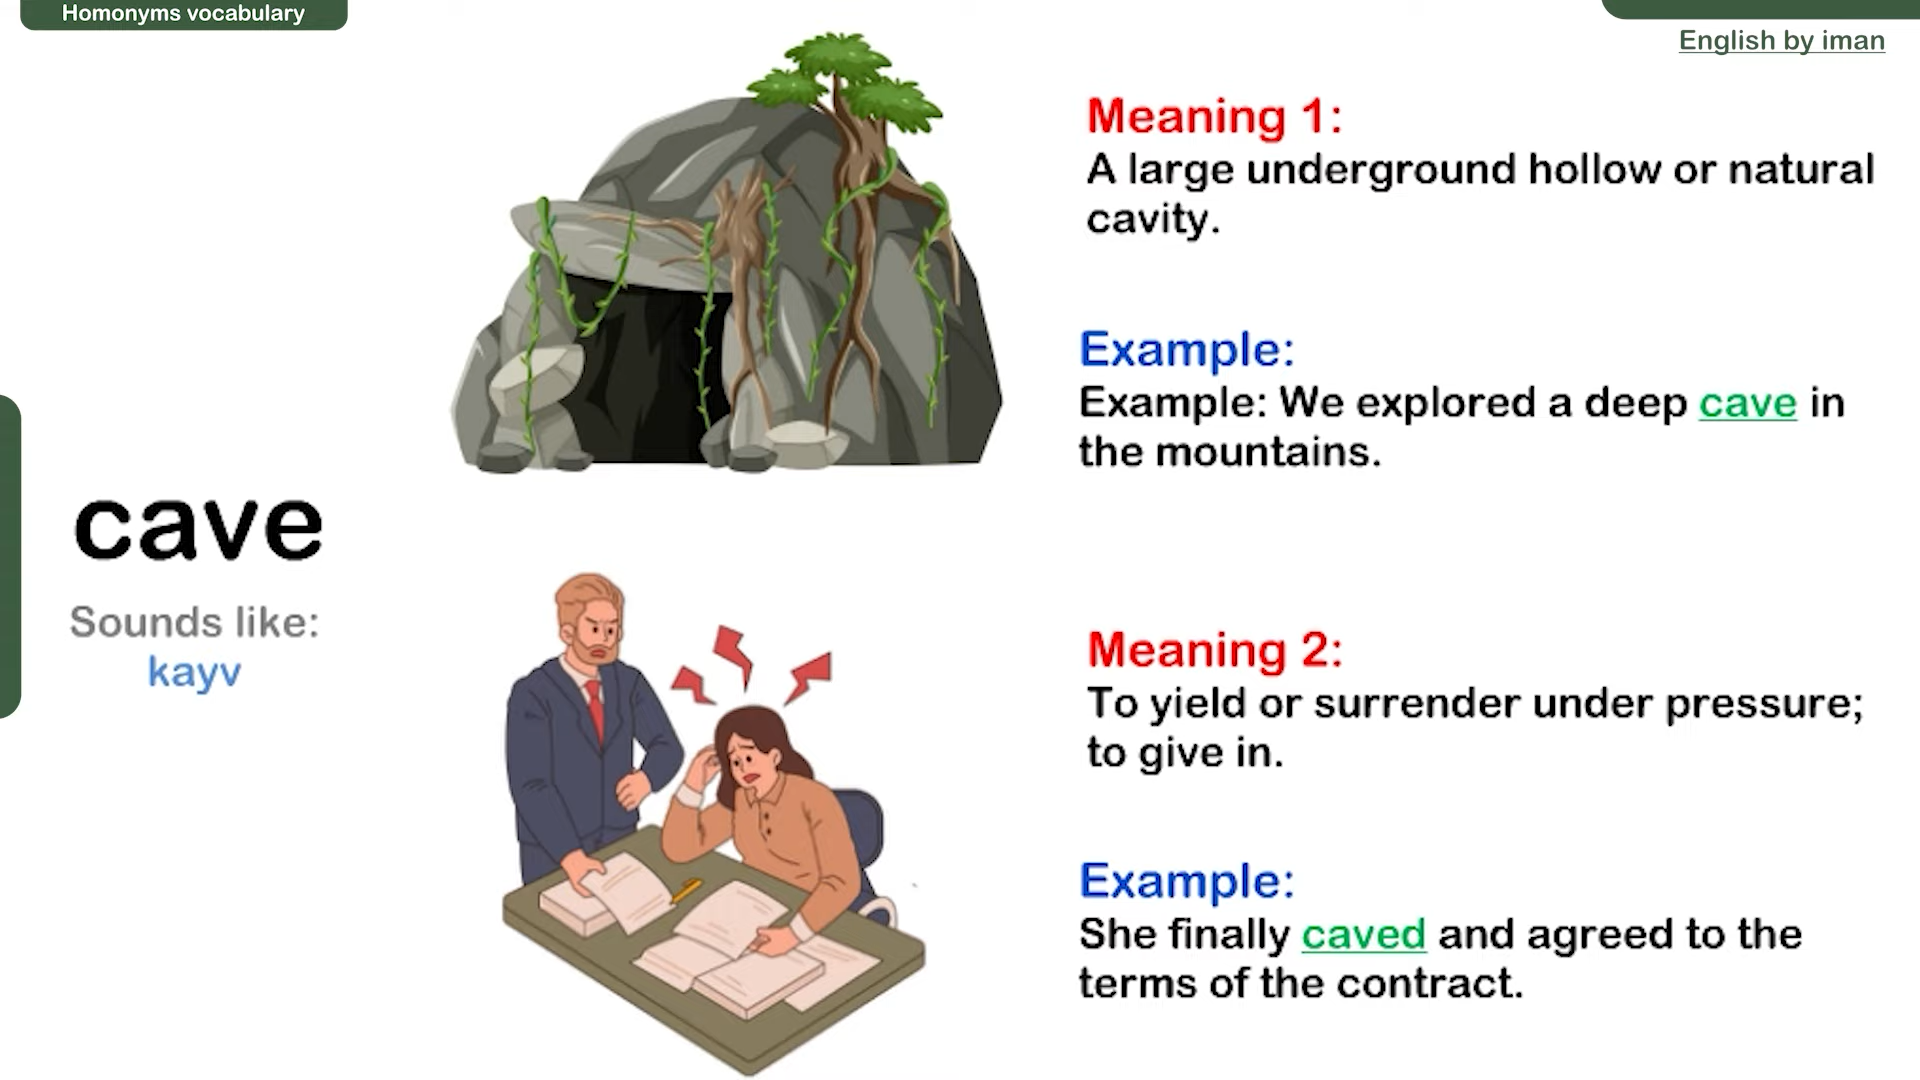 Homonyms vocabulary
English by iman
cave
Sounds like:
kayv
Meaning 1:
A large underground hollow or natural
cavity.
Example:
Example: We explored a deep cave in
the mountains.
Meaning 2:
To yield or surrender under pressure;
to give in.
Example:
She finally caved and agreed to the
terms of the contract.